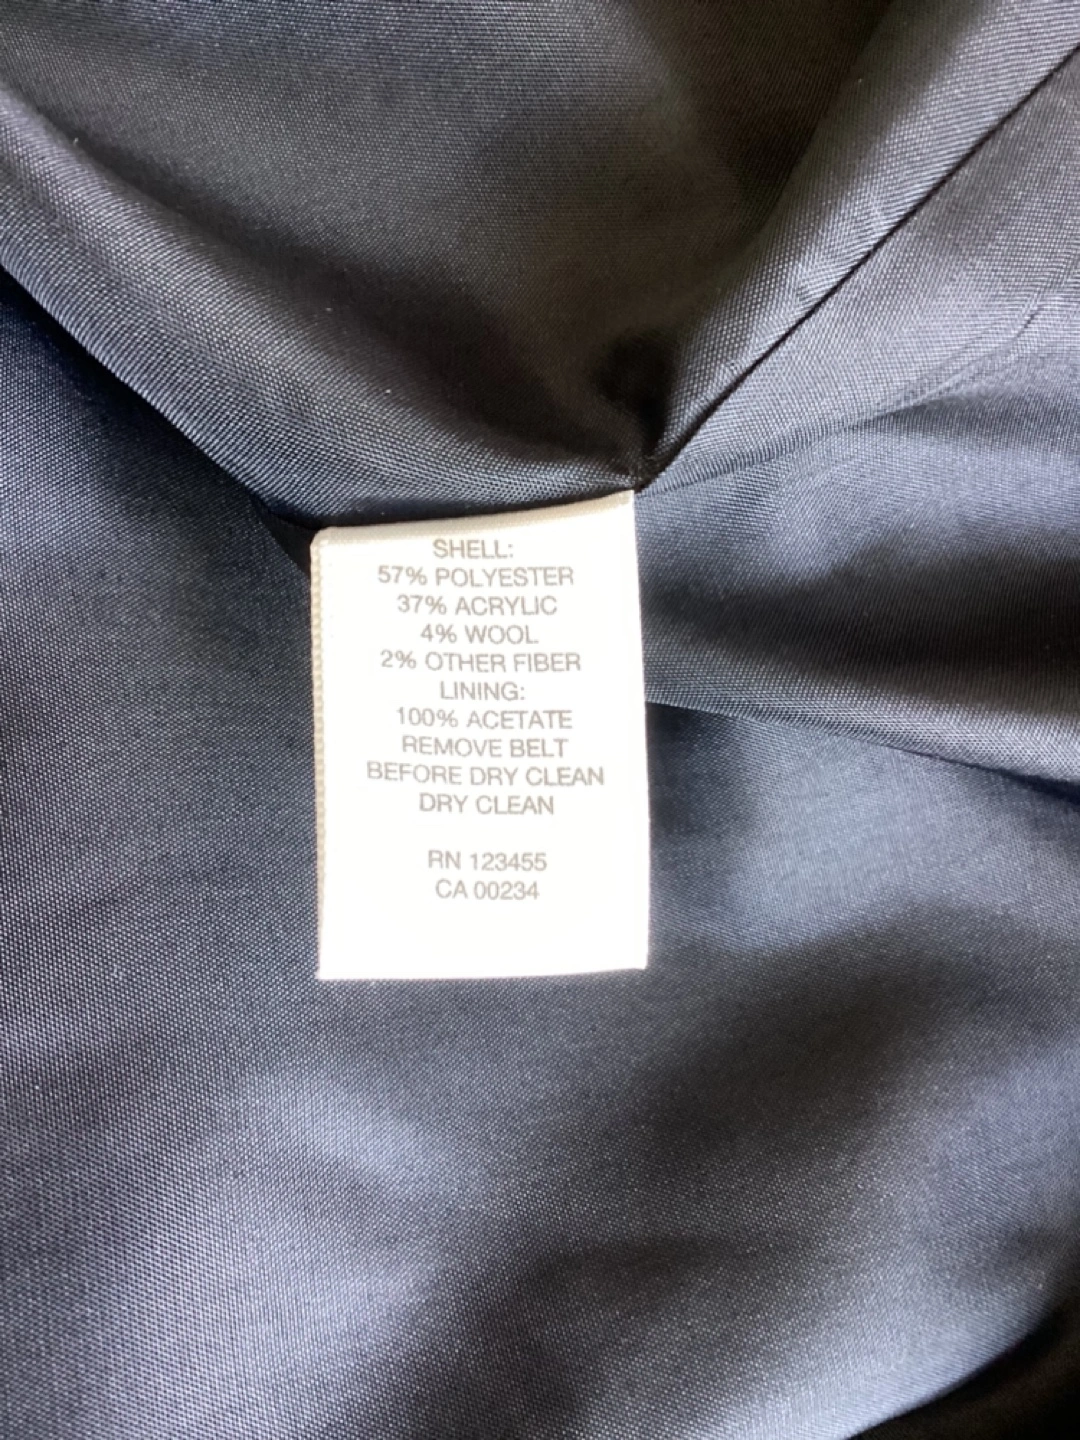 SHELL:
57% POLYESTER
37% ACRYLIC
4% WOOL
2% OTHER FIBER
LINING:
100% ACETATE
REMOVE BELT
BEFORE DRY CLEAN
DRY CLEAN
RN 123455
CA 00234